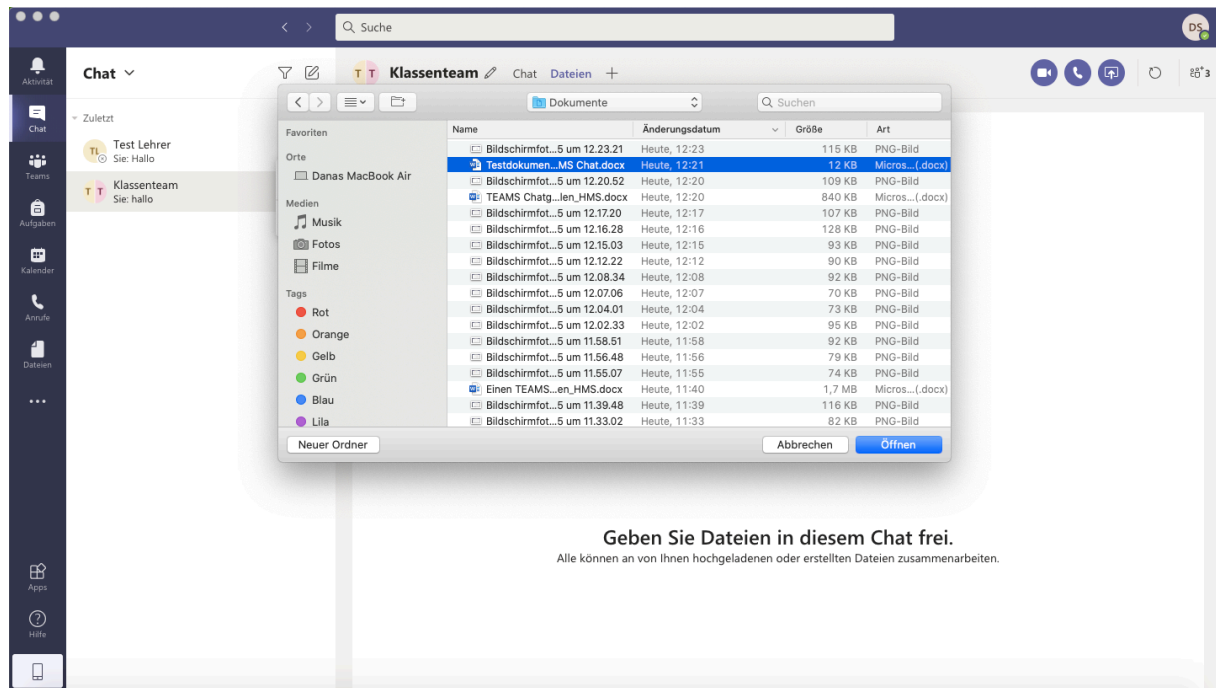 Suche
DS
Aktivität
Chat
Teams
Aufgaben
Kalender
Anrufe
Dateien
Apps
Hilfe
Chat
Zuletzt
TL Test Lehrer
Sie: Hallo
T T Klassenteam
Sie: hallo
T T Klassenteam Chat Dateien
3
Dokumente Suchen
Favoriten
Orte
Danas MacBook Air
Medien
Musik
Fotos
Filme
Tags
Rot
Orange
Gelb
Grün
Blau
Lila
Name Änderungsdatum Größe Art
Bildschirmfot...5 um 12.23.21 Heute, 12:23 115 KB PNG-Bild
Testdokumen...MS Chat.docx Heute, 12:21 12 KB Micros...(.docx)
Bildschirmfot...5 um 12.20.52 Heute, 12:20 109 KB PNG-Bild
TEAMS Chatg...len_HMS.docx Heute, 12:20 840 KB Micros...(.docx)
Bildschirmfot...5 um 12.17.20 Heute, 12:17 107 KB PNG-Bild
Bildschirmfot...5 um 12.16.28 Heute, 12:16 128 KB PNG-Bild
Bildschirmfot...5 um 12.15.03 Heute, 12:15 93 KB PNG-Bild
Bildschirmfot...5 um 12.12.22 Heute, 12:12 90 KB PNG-Bild
Bildschirmfot...5 um 12.08.34 Heute, 12:08 92 KB PNG-Bild
Bildschirmfot...5 um 12.07.06 Heute, 12:07 70 KB PNG-Bild
Bildschirmfot...5 um 12.04.01 Heute, 12:04 73 KB PNG-Bild
Bildschirmfot...5 um 12.02.33 Heute, 12:02 95 KB PNG-Bild
Bildschirmfot...5 um 11.58.51 Heute, 11:58 92 KB PNG-Bild
Bildschirmfot...5 um 11.56.48 Heute, 11:56 79 KB PNG-Bild
Bildschirmfot...5 um 11.55.07 Heute, 11:55 74 KB PNG-Bild
Einen TEAMS...en_HMS.docx Heute, 11:40 1,7 MB Micros...(.docx)
Bildschirmfot...5 um 11.39.48 Heute, 11:39 116 KB PNG-Bild
Bildschirmfot...5 um 11.33.02 Heute, 11:33 82 KB PNG-Bild
Neuer Ordner Abbrechen Öffnen
Geben Sie Dateien in diesem Chat frei.
Alle können an von Ihnen hochgeladenen oder erstellten Dateien zusammenarbeiten.